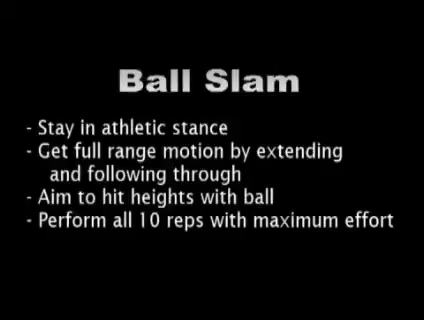 Ball Slam
- Stay in athletic stance
- Get full range motion by extending
and following through
- Aim to hit heights with ball
- Perform all 10 reps with maximum effort